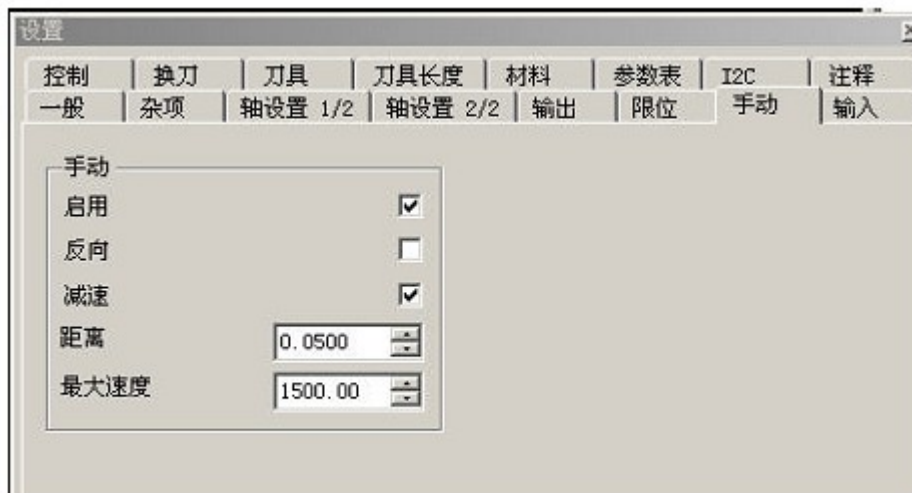 设置
控制 换刀 刀具 刀具长度 材料 参数表 I2C 注释
一般 杂项 轴设置 1/2 轴设置 2/2 输出 限位 手动 输入
手动
启用
反向
减速
距离 0.0500
最大速度 1500.00